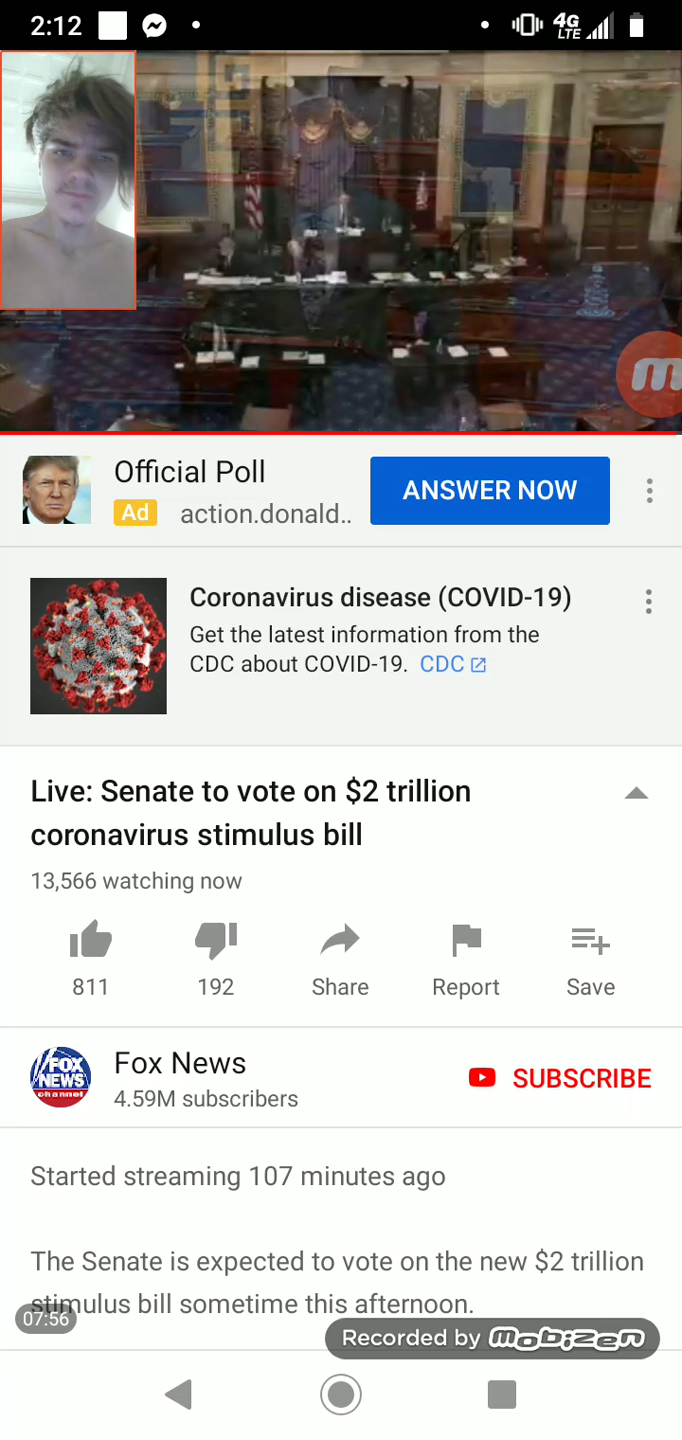 2:12
4G
LTE
m
Official Poll
Ad action.donald..
ANSWER NOW
Coronavirus disease (COVID-19)
Get the latest information from the
CDC about COVID-19. CDC
Live: Senate to vote on $2 trillion
coronavirus stimulus bill
13,566 watching now
811
192
Share
Report
Save
FOX
NEWS
channel
Fox News
4.59M subscribers
SUBSCRIBE
Started streaming 107 minutes ago
The Senate is expected to vote on the new $2 trillion
stimulus bill sometime this afternoon.
07:56
Recorded by mobizen